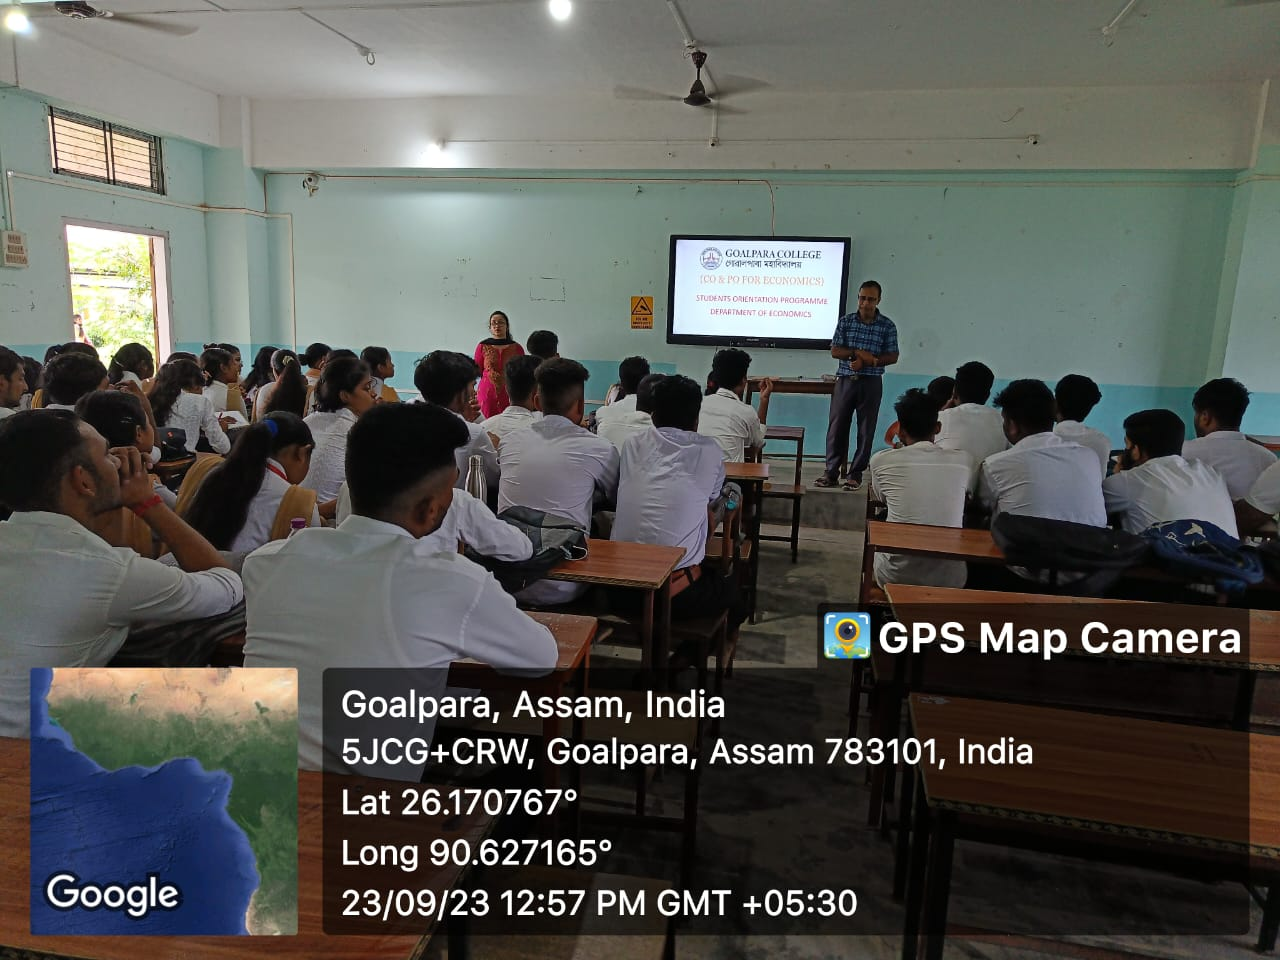 GOALPARA COLLEGE
গোৱালপাৰা মহাবিদ্যালয়
(CO & PO FOR ECONOMICS)
STUDENTS ORIENTATION PROGRAMME
DEPARTMENT OF ECONOMICS
GPS Map Camera
Goalpara, Assam, India
5JCG+CRW, Goalpara, Assam 783101, India
Lat 26.170767°
Long 90.627165°
23/09/23 12:57 PM GMT +05:30
Google